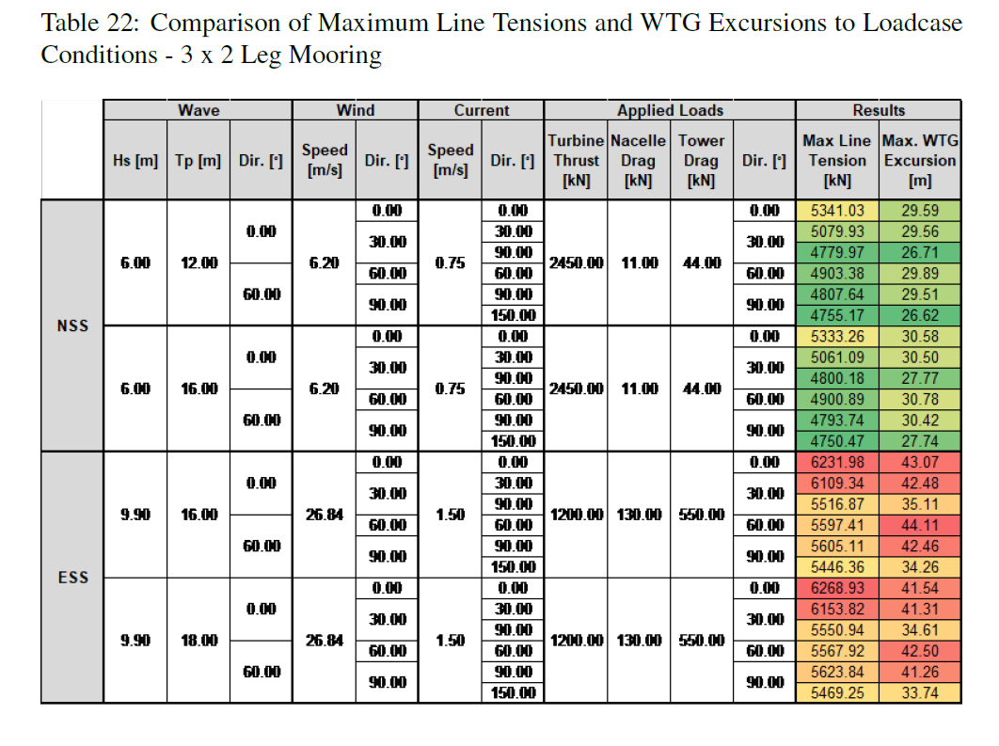 Table 22: Comparison of Maximum Line Tensions and WTG Excursions to Loadcase
Conditions - 3 x 2 Leg Mooring
Wave Wind Current Applied Loads Results
Hs [m] Tp [m] Dir. [°] Speed [m/s] Dir. [°] Speed [m/s] Dir. [°] Turbine Thrust [kN] Nacelle Drag [kN] Tower Drag [kN] Dir. [°] Max Line Tension [kN] Max. WTG Excursion [m]
NSS
6.00 12.00 0.00 6.20 0.00 0.75 0.00 2450.00 11.00 44.00 0.00 5341.03 29.59
30.00 30.00 30.00 5079.93 29.56
90.00 4779.97 26.71
60.00 60.00 60.00 60.00 4903.38 29.89
90.00 90.00 90.00 4807.64 29.51
150.00 4755.17 26.62
6.00 16.00 0.00 6.20 0.00 0.75 0.00 2450.00 11.00 44.00 0.00 5333.26 30.58
30.00 30.00 30.00 5061.09 30.50
90.00 4800.18 27.77
60.00 60.00 60.00 60.00 4900.89 30.78
90.00 90.00 90.00 4793.74 30.42
150.00 4750.47 27.74
ESS
9.90 16.00 0.00 26.84 0.00 1.50 0.00 1200.00 130.00 550.00 0.00 6231.98 43.07
30.00 30.00 30.00 6109.34 42.48
90.00 5516.87 35.11
60.00 60.00 60.00 60.00 5597.41 44.11
90.00 90.00 90.00 5605.11 42.46
150.00 5446.36 34.26
9.90 18.00 0.00 26.84 0.00 1.50 0.00 1200.00 130.00 550.00 0.00 6268.93 41.54
30.00 30.00 30.00 6153.82 41.31
90.00 5550.94 34.61
60.00 60.00 60.00 60.00 5567.92 42.50
90.00 90.00 90.00 5623.84 41.26
150.00 5469.25 33.74